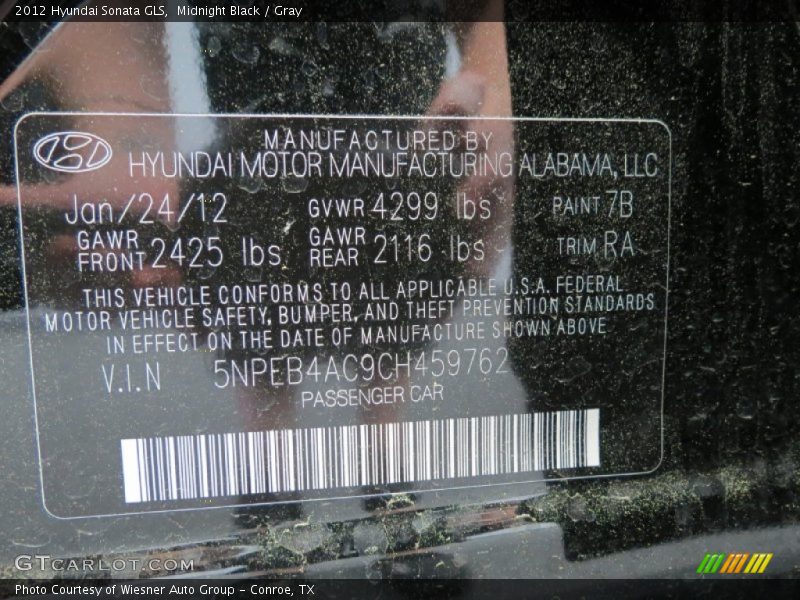 2012 Hyundai Sonata GLS,  Midnight Black / Gray
MANUFACTURED BY
HYUNDAI MOTOR MANUFACTURING ALABAMA, LLC
Jan/24/12 GVWR 4299 lbs PAINT 7B
GAWR FRONT 2425 lbs GAWR REAR 2116 lbs TRIM RA
THIS VEHICLE CONFORMS TO ALL APPLICABLE U.S.A. FEDERAL
MOTOR VEHICLE SAFETY, BUMPER, AND THEFT PREVENTION STANDARDS
IN EFFECT ON THE DATE OF MANUFACTURE SHOWN ABOVE
V.I.N 5NPEB4AC9CH459762
PASSENGER CAR
GTCARLOT.COM
Photo Courtesy of Wiesner Auto Group - Conroe, TX